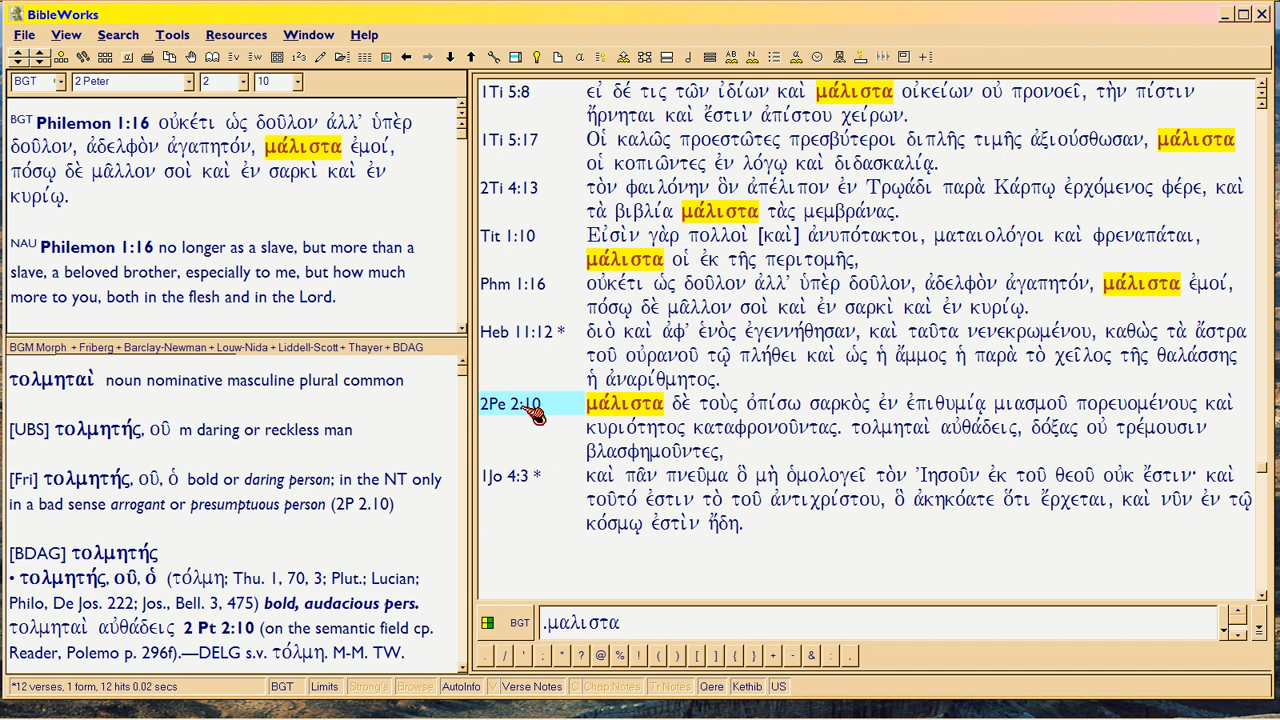 BibleWorks
File View Search Tools Resources Window Help
BGT 2 Peter 2 10
BGT Philemon 1:16 οὐκέτι ὡς δοῦλον ἀλλ' ὑπὲρ
δοῦλον, ἀδελφὸν ἀγαπητόν, μάλιστα ἐμοί,
πόσῳ δὲ μᾶλλον σοὶ καὶ ἐν σαρκὶ καὶ ἐν
κυρίῳ.
NAU Philemon 1:16 no longer as a slave, but more than a
slave, a beloved brother, especially to me, but how much
more to you, both in the flesh and in the Lord.
BGM Morph + Friberg + Barclay-Newman + Louw-Nida + Liddell-Scott + Thayer + BDAG
τολμηταὶ noun nominative masculine plural common
[UBS] τολμητής, οῦ m daring or reckless man
[Fri] τολμητής, οῦ, ὁ bold or daring person; in the NT only
in a bad sense arrogant or presumptuous person (2P 2.10)
[BDAG] τολμητής
• τολμητής, οῦ, ὁ (τόλμη; Thu. 1, 70, 3; Plut.; Lucian;
Philo, De Jos. 222; Jos., Bell. 3, 475) bold, audacious pers.
τολμηταὶ αὐθάδεις 2 Pt 2:10 (on the semantic field cp.
Reader, Polemo p. 296f).—DELG s.v. τόλμη. M-M. TW.
1Ti 5:8 εἰ δέ τις τῶν ἰδίων καὶ μάλιστα οἰκείων οὐ προνοεῖ, τὴν πίστιν
ἤρνηται καὶ ἔστιν ἀπίστου χείρων.
1Ti 5:17 Οἱ καλῶς προεστῶτες πρεσβύτεροι διπλῆς τιμῆς ἀξιούσθωσαν, μάλιστα
οἱ κοπιῶντες ἐν λόγῳ καὶ διδασκαλίᾳ.
2Ti 4:13 τὸν φαιλόνην ὃν ἀπέλιπον ἐν Τρῳάδι παρὰ Κάρπῳ ἐρχόμενος φέρε, καὶ
τὰ βιβλία μάλιστα τὰς μεμβράνας.
Tit 1:10 Εἰσὶν γὰρ πολλοὶ [καὶ] ἀνυπότακτοι, ματαιολόγοι καὶ φρεναπάται,
μάλιστα οἱ ἐκ τῆς περιτομῆς,
Phm 1:16 οὐκέτι ὡς δοῦλον ἀλλ' ὑπὲρ δοῦλον, ἀδελφὸν ἀγαπητόν, μάλιστα ἐμοί,
πόσῳ δὲ μᾶλλον σοὶ καὶ ἐν σαρκὶ καὶ ἐν κυρίῳ.
Heb 11:12 * διὸ καὶ ἀφ' ἑνὸς ἐγεννήθησαν, καὶ ταῦτα νενεκρωμένου, καθὼς τὰ ἄστρα
τοῦ οὐρανοῦ τῷ πλήθει καὶ ὡς ἡ ἄμμος ἡ παρὰ τὸ χεῖλος τῆς θαλάσσης
ἡ ἀναρίθμητος.
2Pe 2:10 μάλιστα δὲ τοὺς ὀπίσω σαρκὸς ἐν ἐπιθυμίᾳ μιασμοῦ πορευομένους καὶ
κυριότητος καταφρονοῦντας. τολμηταὶ αὐθάδεις, δόξας οὐ τρέμουσιν
βλασφημοῦντες,
1Jo 4:3 * καὶ πᾶν πνεῦμα ὃ μὴ ὁμολογεῖ τὸν Ἰησοῦν ἐκ τοῦ θεοῦ οὐκ ἔστιν· καὶ
τοῦτό ἐστιν τὸ τοῦ ἀντιχρίστου, ὃ ἀκηκόατε ὅτι ἔρχεται, καὶ νῦν ἐν τῷ
κόσμῳ ἐστὶν ἤδη.
BGT .μαλιστα
. / ' ; * ? @ % ! ( ) [ ] { } + - & : .
*12 verses, 1 form, 12 hits 0.02 secs BGT Limits Strong's Browse AutoInfo V Verse Notes C Chap Notes Tr Notes Qere Kethib US